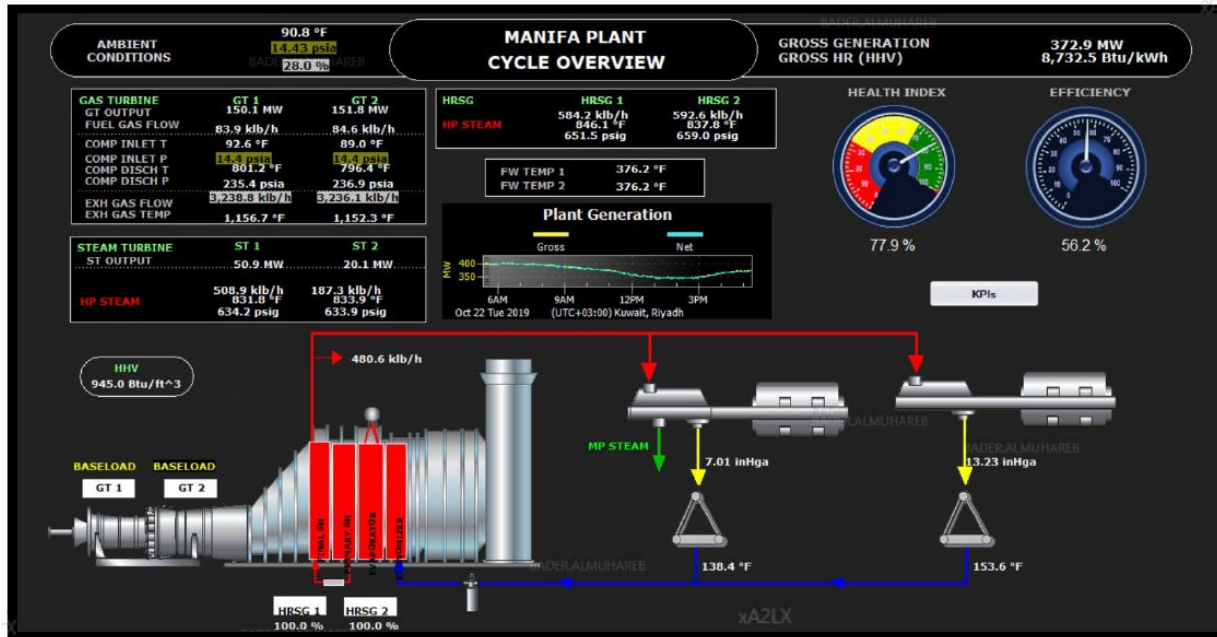 AMBIENT CONDITIONS
90.8 °F
14.43 psia
28.0 %
MANIFA PLANT
CYCLE OVERVIEW
GROSS GENERATION 372.9 MW
GROSS HR (HHV) 8,732.5 Btu/kWh
BADER.ALMUHAREB
GAS TURBINE GT 1 GT 2
GT OUTPUT 150.1 MW 151.8 MW
FUEL GAS FLOW 83.9 klb/h 84.6 klb/h
COMP INLET T 92.6 °F 89.0 °F
COMP INLET P 14.4 psia 14.4 psia
COMP DISCH T 801.2 °F 796.4 °F
COMP DISCH P 235.4 psia 236.9 psia
EXH GAS FLOW 3,238.8 klb/h 3,236.1 klb/h
EXH GAS TEMP 1,156.7 °F 1,152.3 °F
HRSG HRSG 1 HRSG 2
584.2 klb/h 592.6 klb/h
HP STEAM 846.1 °F 837.8 °F
651.5 psig 659.0 psig
FW TEMP 1 376.2 °F
FW TEMP 2 376.2 °F
HEALTH INDEX
77.9 %
EFFICIENCY
56.2 %
KPIs
STEAM TURBINE ST 1 ST 2
ST OUTPUT 50.9 MW 20.1 MW
508.9 klb/h 187.3 klb/h
HP STEAM 831.8 °F 833.9 °F
634.2 psig 633.9 psig
Plant Generation
Gross Net
MW
400
350
6AM 9AM 12PM 3PM
Oct 22 Tue 2019 (UTC+03:00) Kuwait, Riyadh
HHV
945.0 Btu/ft^3
480.6 klb/h
BASELOAD BASELOAD
GT 1 GT 2
PRIMARY SH
EVAPORATOR
ECONOMIZER
HRSG 1 HRSG 2
100.0 % 100.0 %
MP STEAM
7.01 inHga
13.23 inHga
138.4 °F
153.6 °F
BADER.ALMUHAREB
BADER.ALMUHAREB
BADER.ALMUHAREB
xA2LX